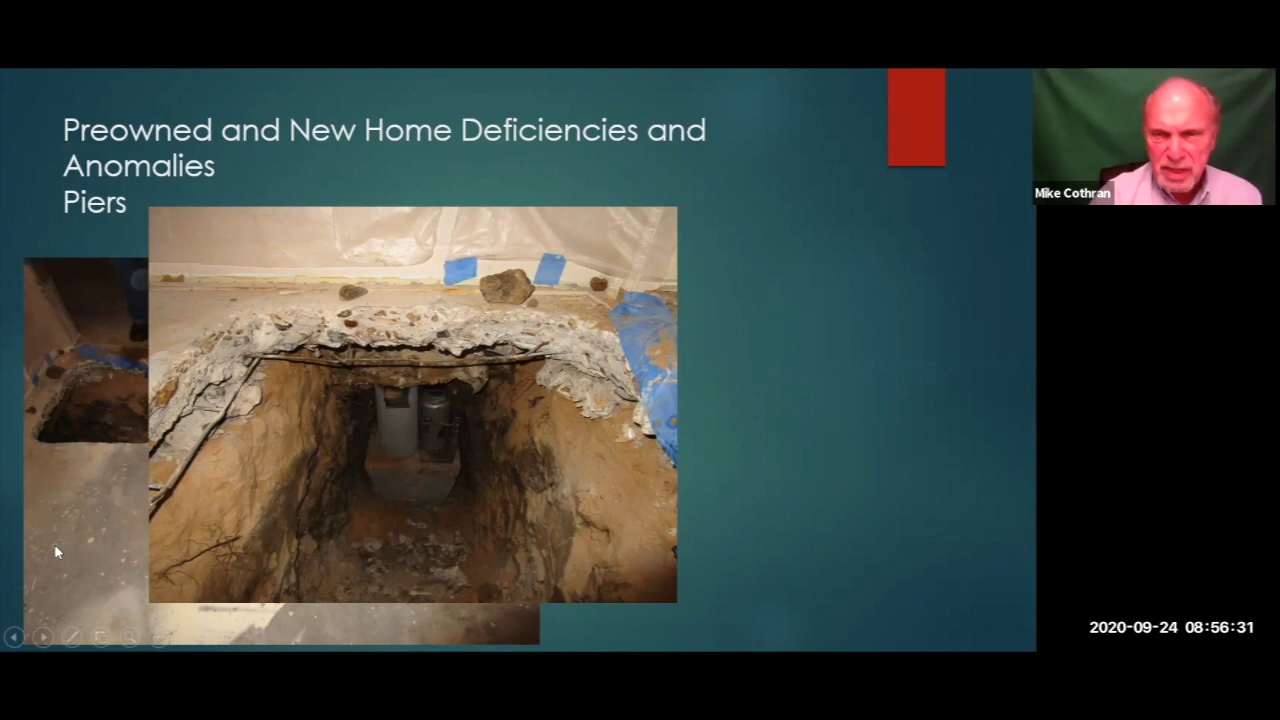 Preowned and New Home Deficiencies and
Anomalies
Piers
Mike Cothran
2020-09-24 08:56:31